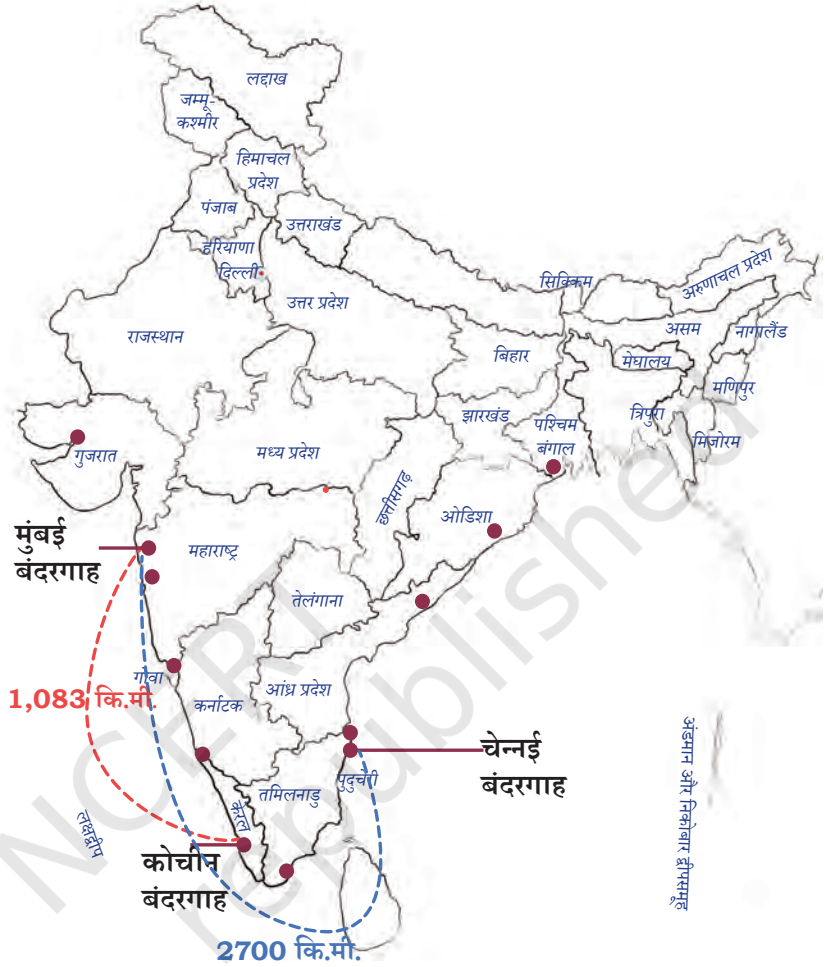 लद्दाख
जम्मू-
कश्मीर
हिमाचल
प्रदेश
पंजाब
उत्तराखंड
हरियाणा
दिल्ली
उत्तर प्रदेश
सिक्किम
अरुणाचल प्रदेश
राजस्थान
असम
नागालैंड
बिहार
मेघालय
मणिपुर
झारखंड
पश्चिम
बंगाल
त्रिपुरा
मिजोरम
गुजरात
मध्य प्रदेश
छत्तीसगढ़
ओडिशा
मुंबई
बंदरगाह
महाराष्ट्र
तेलंगाना
गोवा
1,083 कि.मी.
कर्नाटक
आंध्र प्रदेश
चेन्नई
बंदरगाह
पुदुचेरी
तमिलनाडु
केरल
लक्षद्वीप
अंडमान और निकोबार द्वीपसमूह
कोचीन
बंदरगाह
2700 कि.मी.
NCERT
republished